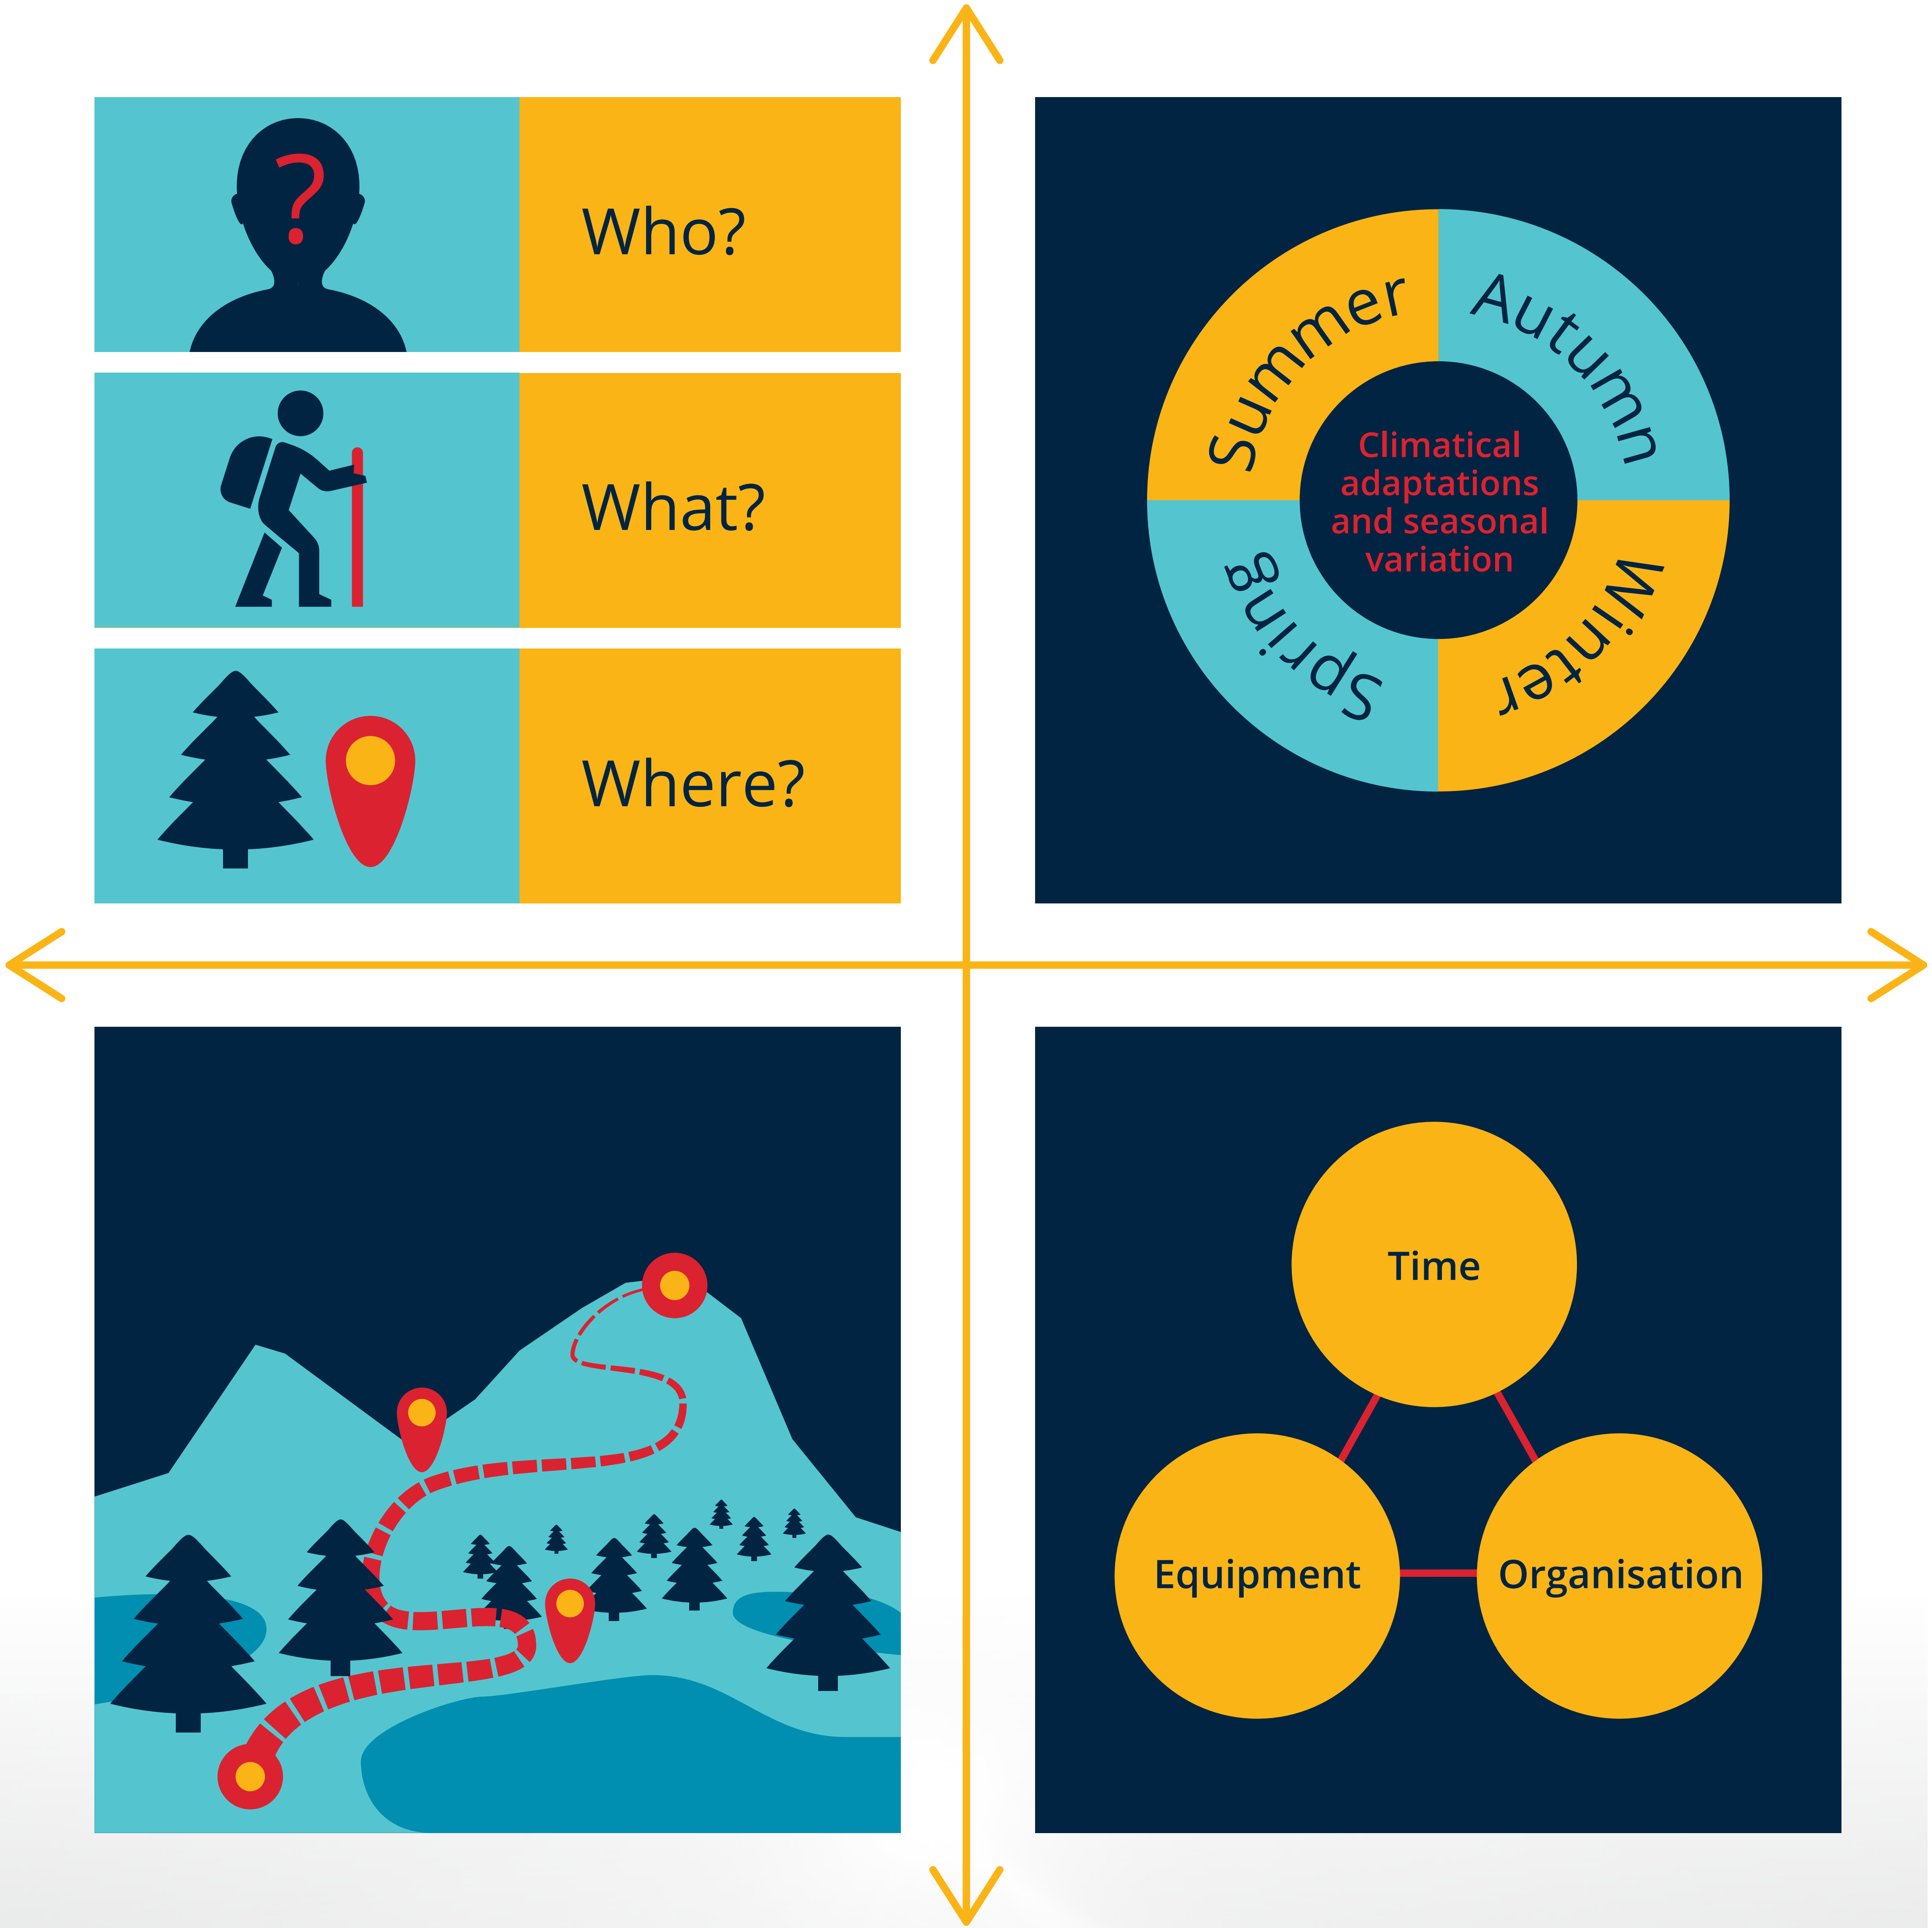 ?
Who?
What?
Where?
Summer
Autumn
Winter
Spring
Climatical
adaptations
and seasonal
variation
Time
Equipment
Organisation